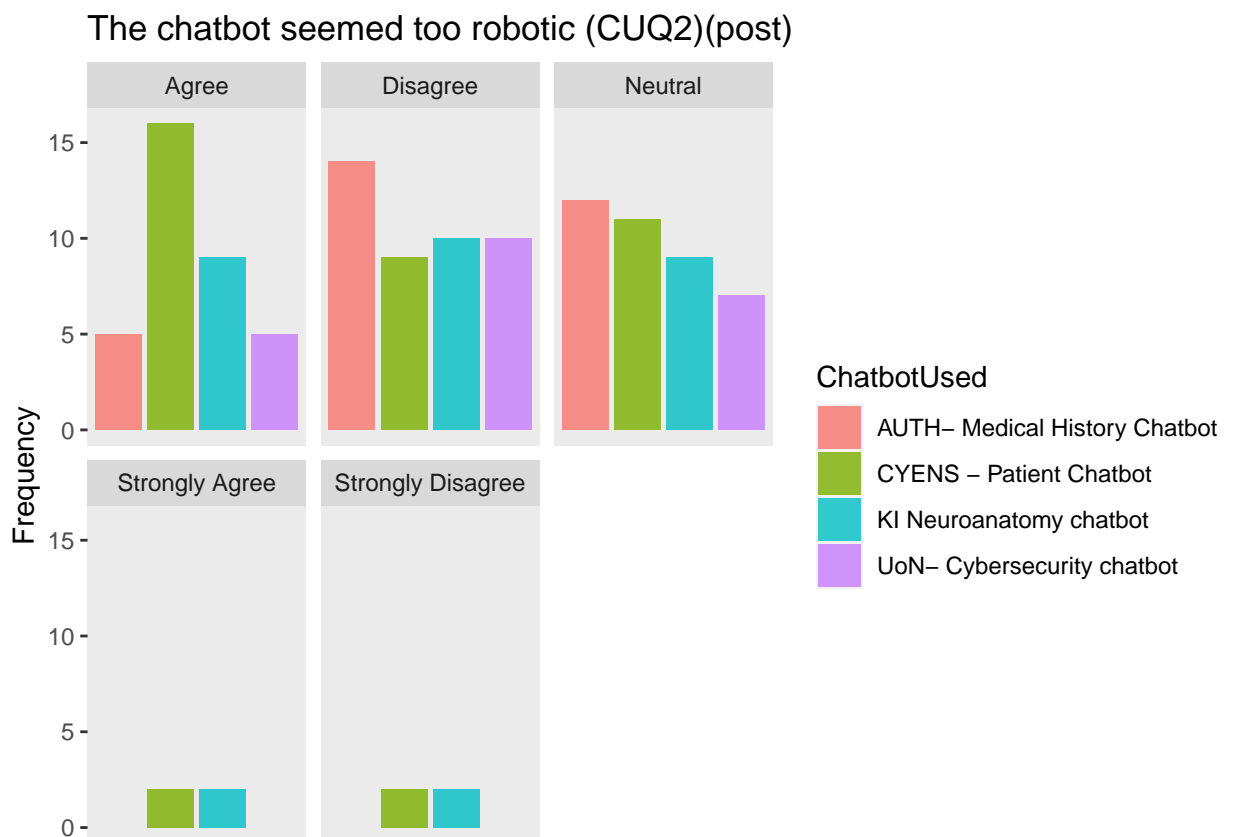 The chatbot seemed too robotic (CUQ2)(post)
Agree
Disagree
Neutral
15
10
5
0
Frequency
Strongly Agree
Strongly Disagree
15
10
5
0
ChatbotUsed
AUTH− Medical History Chatbot
CYENS − Patient Chatbot
KI Neuroanatomy chatbot
UoN− Cybersecurity chatbot